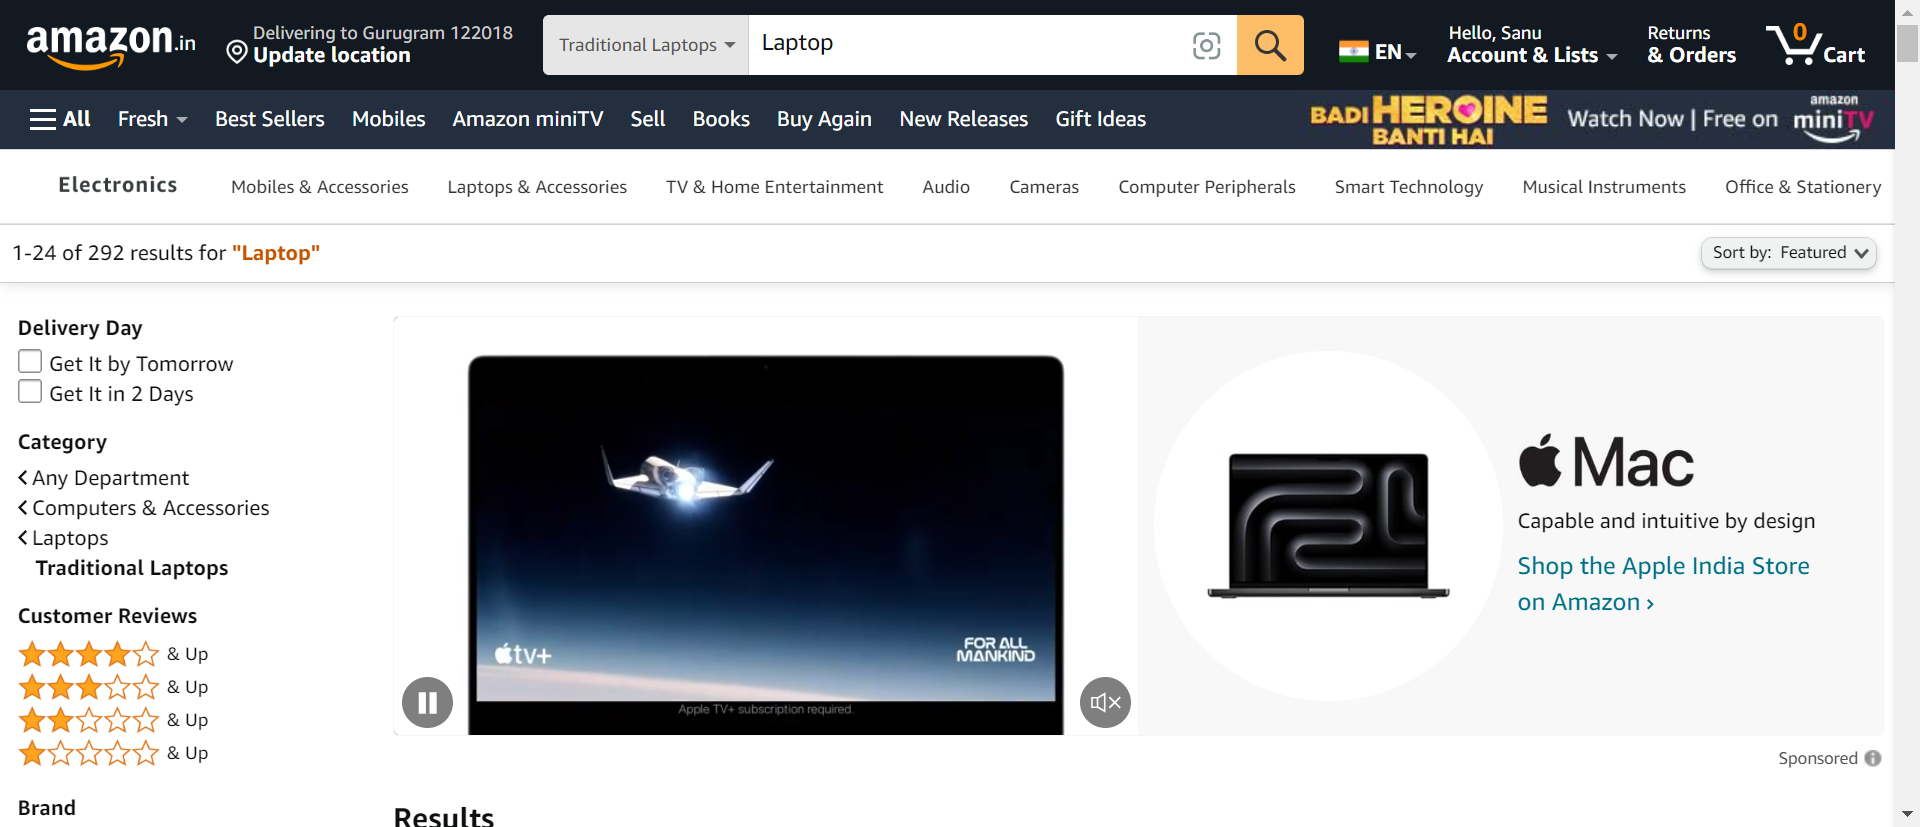 amazon.in
Delivering to Gurugram 122018
Update location
Traditional Laptops
Laptop
EN
Hello, Sanu
Account & Lists
Returns
& Orders
0
Cart
All
Fresh
Best Sellers
Mobiles
Amazon miniTV
Sell
Books
Buy Again
New Releases
Gift Ideas
BADI HEROINE
BANTI HAI
Watch Now | Free on
amazon
miniTV
Electronics
Mobiles & Accessories
Laptops & Accessories
TV & Home Entertainment
Audio
Cameras
Computer Peripherals
Smart Technology
Musical Instruments
Office & Stationery
1-24 of 292 results for "Laptop"
Sort by: Featured
Delivery Day
Get It by Tomorrow
Get It in 2 Days
Category
Any Department
Computers & Accessories
Laptops
Traditional Laptops
Customer Reviews
& Up
& Up
& Up
& Up
Brand
tv+
FOR ALL
MANKIND
Apple TV+ subscription required.
Mac
Capable and intuitive by design
Shop the Apple India Store
on Amazon ›
Sponsored
Results